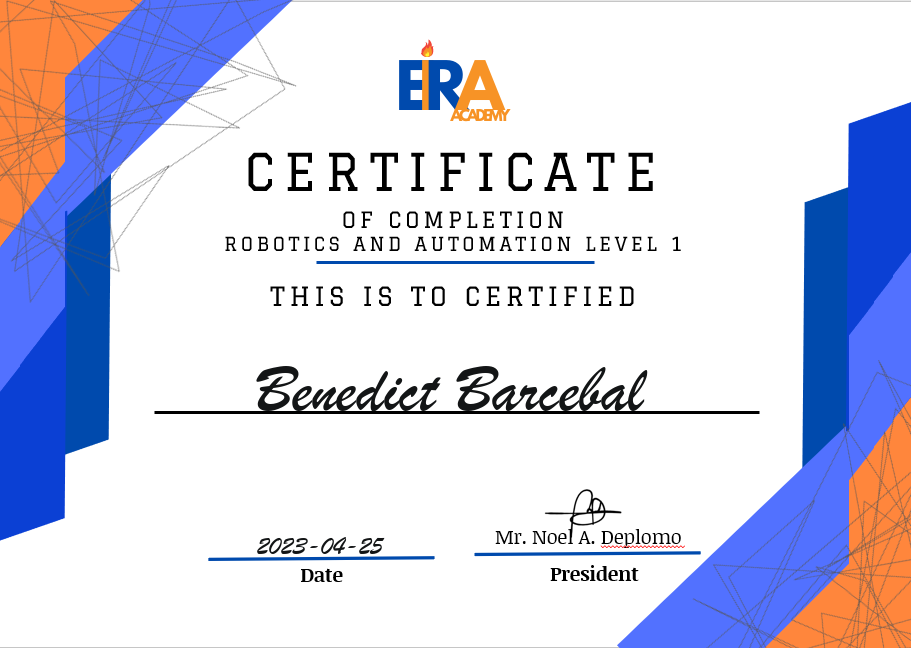 ERA
ACADEMY
CERTIFICATE
OF COMPLETION
ROBOTICS AND AUTOMATION LEVEL 1
THIS IS TO CERTIFIED
Benedict Barcebal
2023-04-25
Date
Mr. Noel A. Deplomo
President